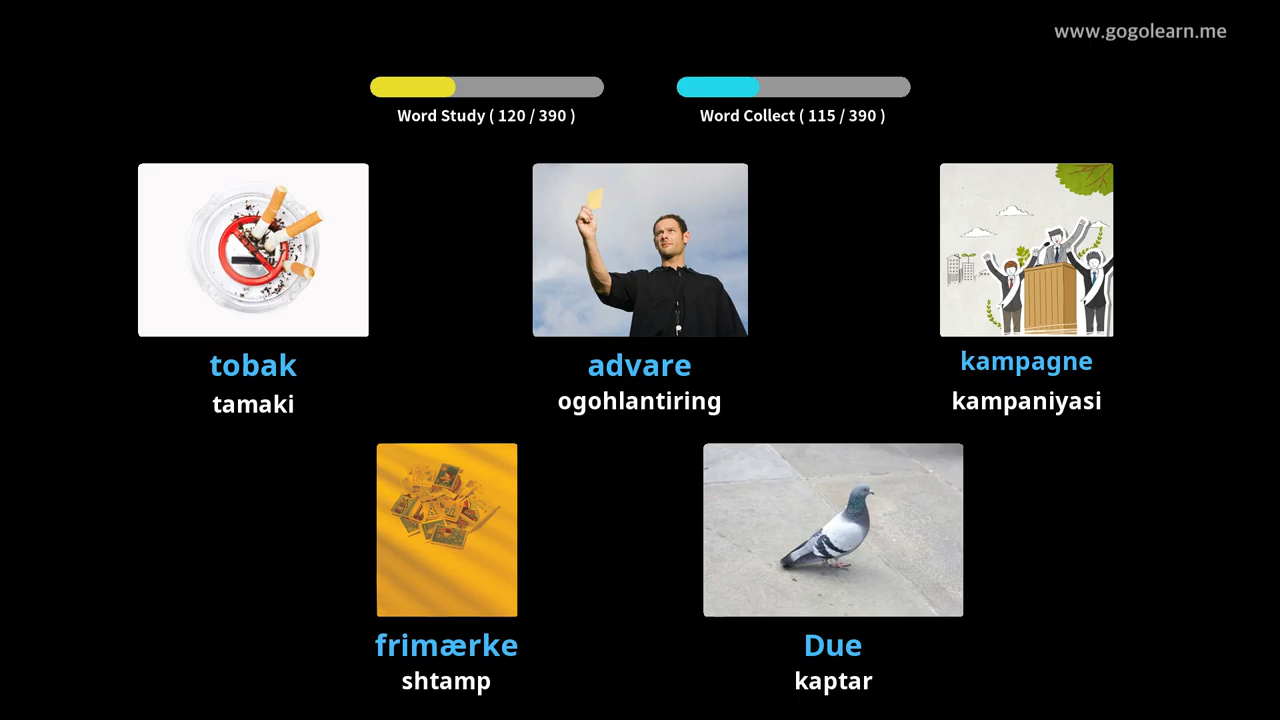 www.gogolearn.me
Word Study ( 120 / 390 )
Word Collect ( 115 / 390 )
tobak
tamaki
advare
ogohlantiring
kampagne
kampaniyasi
frimærke
shtamp
Due
kaptar